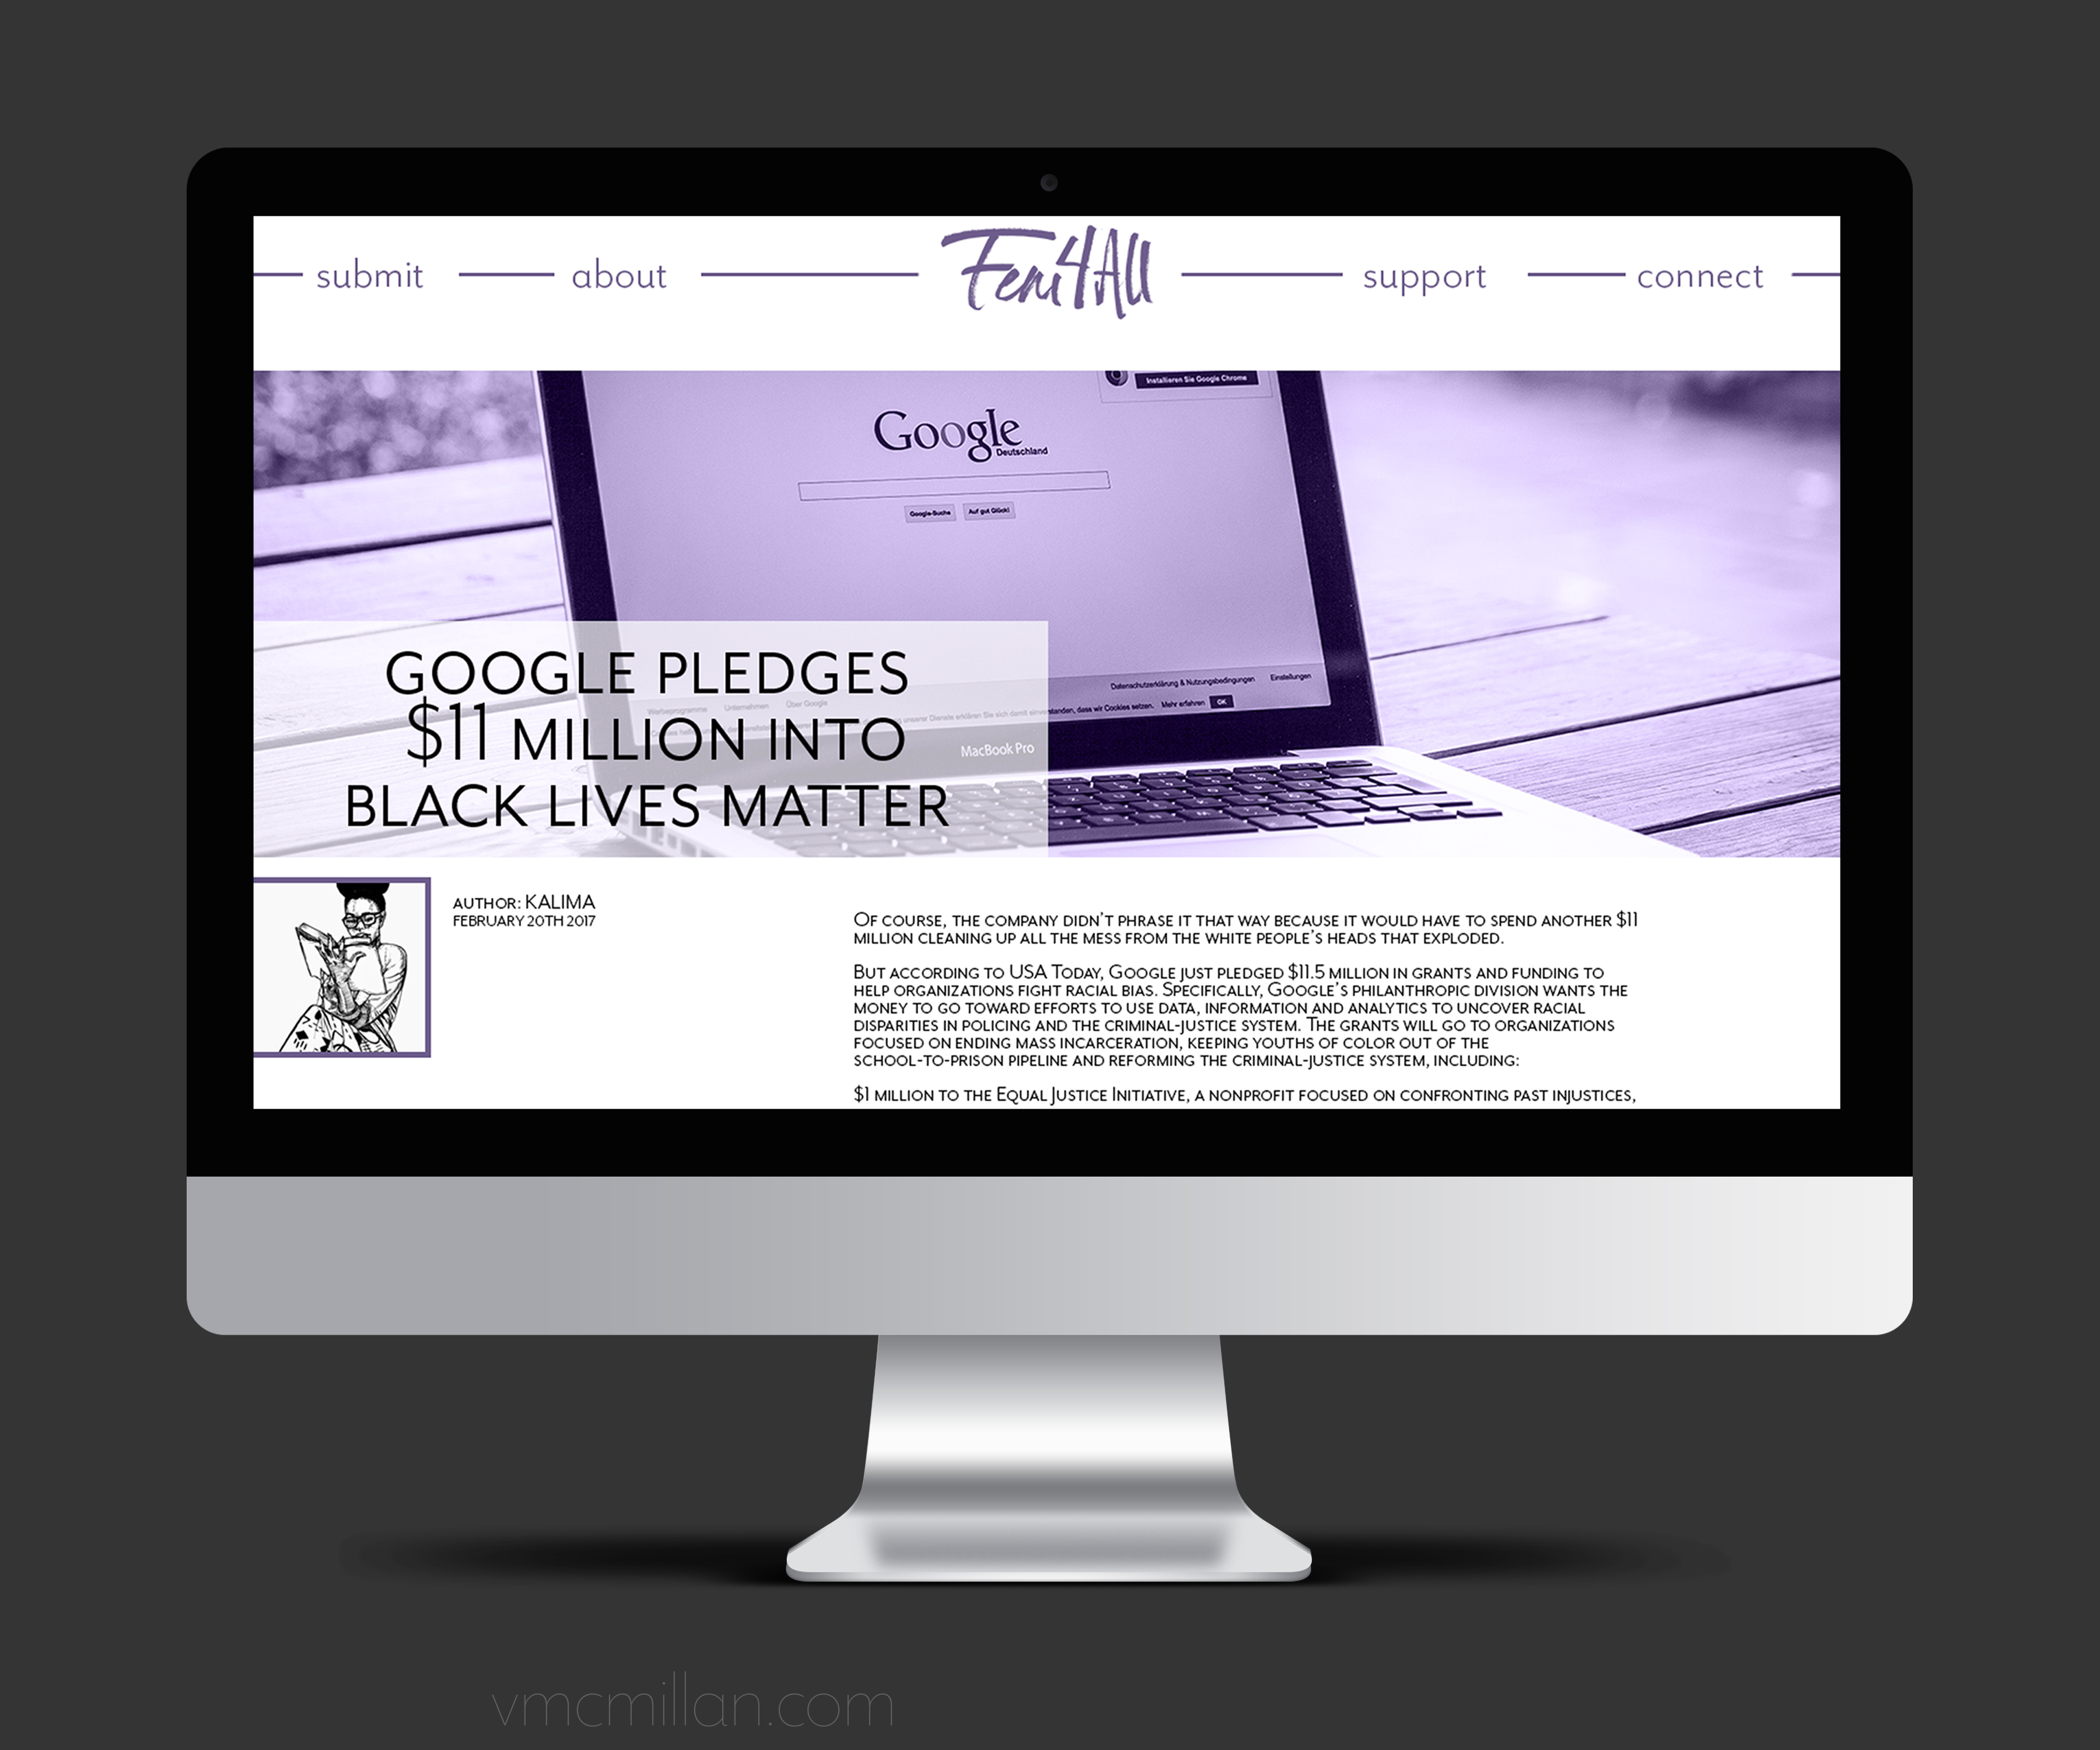 submit
about
Fem4All
support
connect
Installieren Sie Google Chrome
Google
Deutschland
Google-Suche
Auf gut Glück!
Datenschutzerklärung & Nutzungsbedingungen
Einstellungen
Werbeprogramme
Unternehmen
Über Google
unserer Dienste erklären Sie sich damit einverstanden, dass wir Cookies setzen. Mehr erfahren OK
MacBook Pro
GOOGLE PLEDGES
$11 MILLION INTO
BLACK LIVES MATTER
AUTHOR: KALIMA
FEBRUARY 20TH 2017
OF COURSE, THE COMPANY DIDN'T PHRASE IT THAT WAY BECAUSE IT WOULD HAVE TO SPEND ANOTHER $11
MILLION CLEANING UP ALL THE MESS FROM THE WHITE PEOPLE'S HEADS THAT EXPLODED.
BUT ACCORDING TO USA TODAY, GOOGLE JUST PLEDGED $11.5 MILLION IN GRANTS AND FUNDING TO
HELP ORGANIZATIONS FIGHT RACIAL BIAS. SPECIFICALLY, GOOGLE'S PHILANTHROPIC DIVISION WANTS THE
MONEY TO GO TOWARD EFFORTS TO USE DATA, INFORMATION AND ANALYTICS TO UNCOVER RACIAL
DISPARITIES IN POLICING AND THE CRIMINAL-JUSTICE SYSTEM. THE GRANTS WILL GO TO ORGANIZATIONS
FOCUSED ON ENDING MASS INCARCERATION, KEEPING YOUTHS OF COLOR OUT OF THE
SCHOOL-TO-PRISON PIPELINE AND REFORMING THE CRIMINAL-JUSTICE SYSTEM, INCLUDING:
$1 MILLION TO THE EQUAL JUSTICE INITIATIVE, A NONPROFIT FOCUSED ON CONFRONTING PAST INJUSTICES,
vmcmillan.com